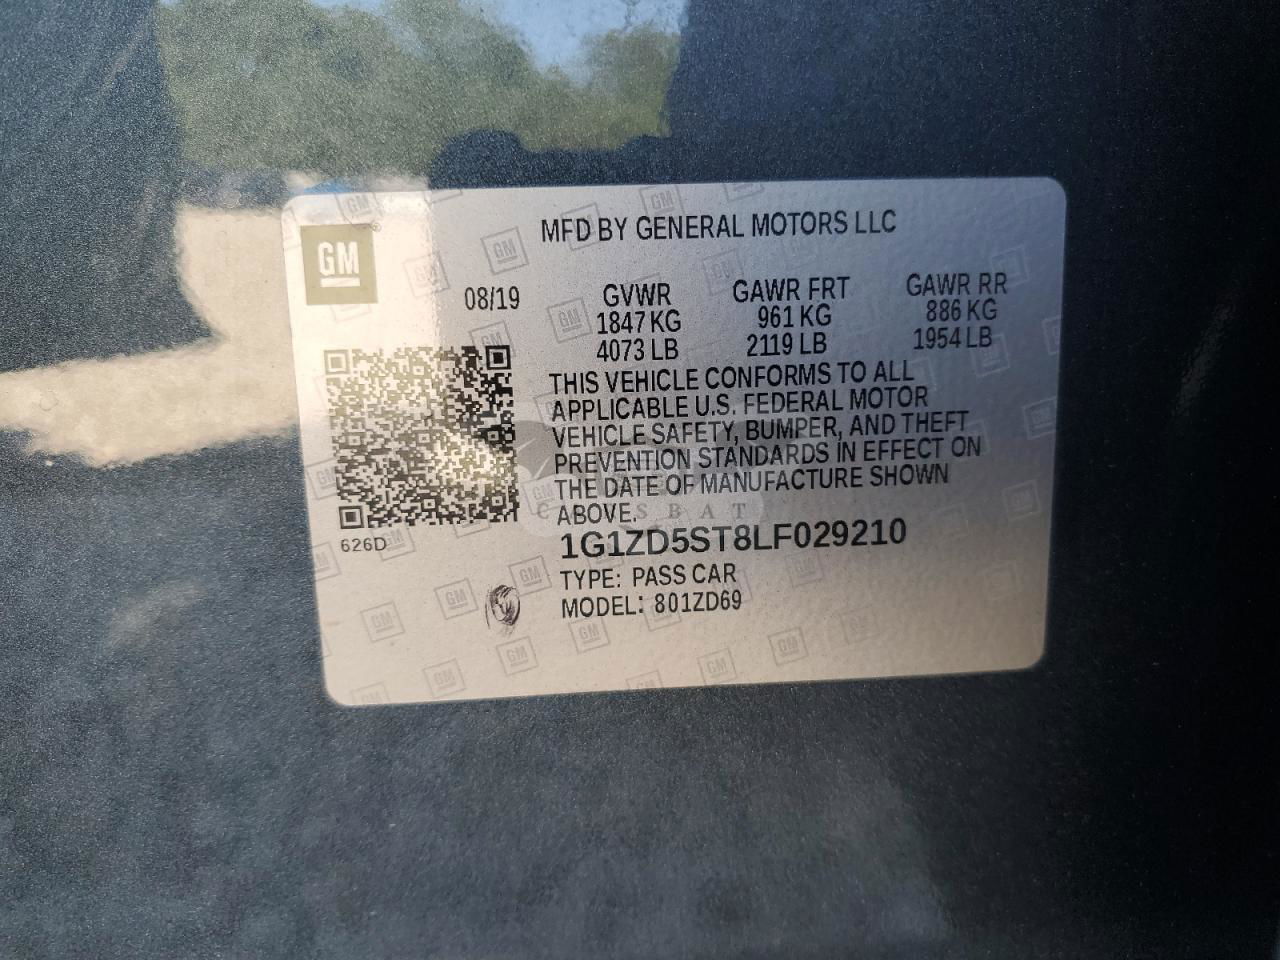 MFD BY GENERAL MOTORS LLC
GM
08/19
GVWR GAWR FRT GAWR RR
1847 KG 961 KG 886 KG
4073 LB 2119 LB 1954 LB
THIS VEHICLE CONFORMS TO ALL
APPLICABLE U.S. FEDERAL MOTOR
VEHICLE SAFETY, BUMPER, AND THEFT
PREVENTION STANDARDS IN EFFECT ON
THE DATE OF MANUFACTURE SHOWN
ABOVE.
626D
1G1ZD5ST8LF029210
TYPE: PASS CAR
MODEL: 801ZD69